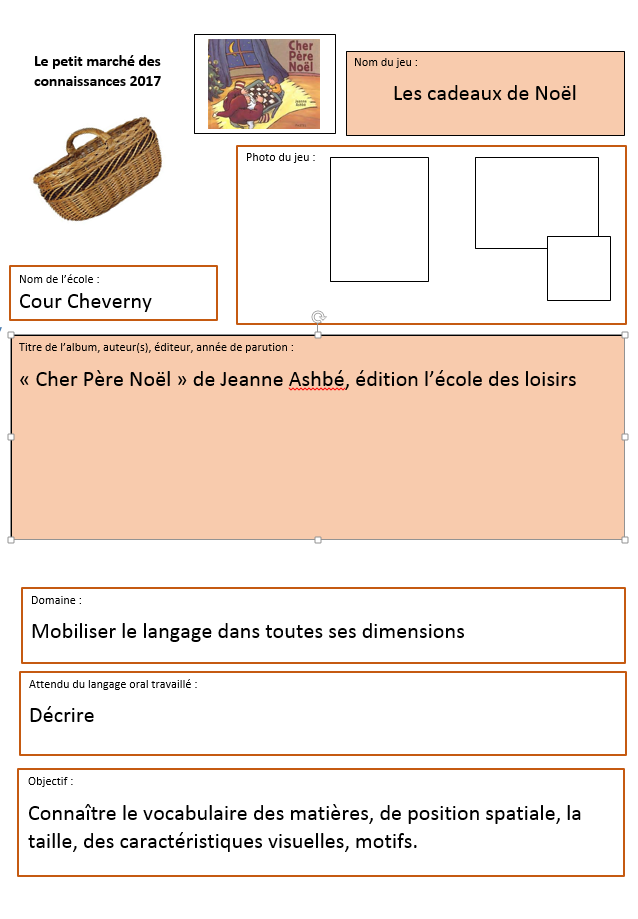 Le petit marché des
connaissances 2017
Cher
Père
Noël
Jeanne
Ashbé
Nom du jeu :
Les cadeaux de Noël
Photo du jeu :
Nom de l'école :
Cour Cheverny
Titre de l'album, auteur(s), éditeur, année de parution :
« Cher Père Noël » de Jeanne Ashbé, édition l'école des loisirs
Domaine :
Mobiliser le langage dans toutes ses dimensions
Attendu du langage oral travaillé :
Décrire
Objectif :
Connaître le vocabulaire des matières, de position spatiale, la
taille, des caractéristiques visuelles, motifs.